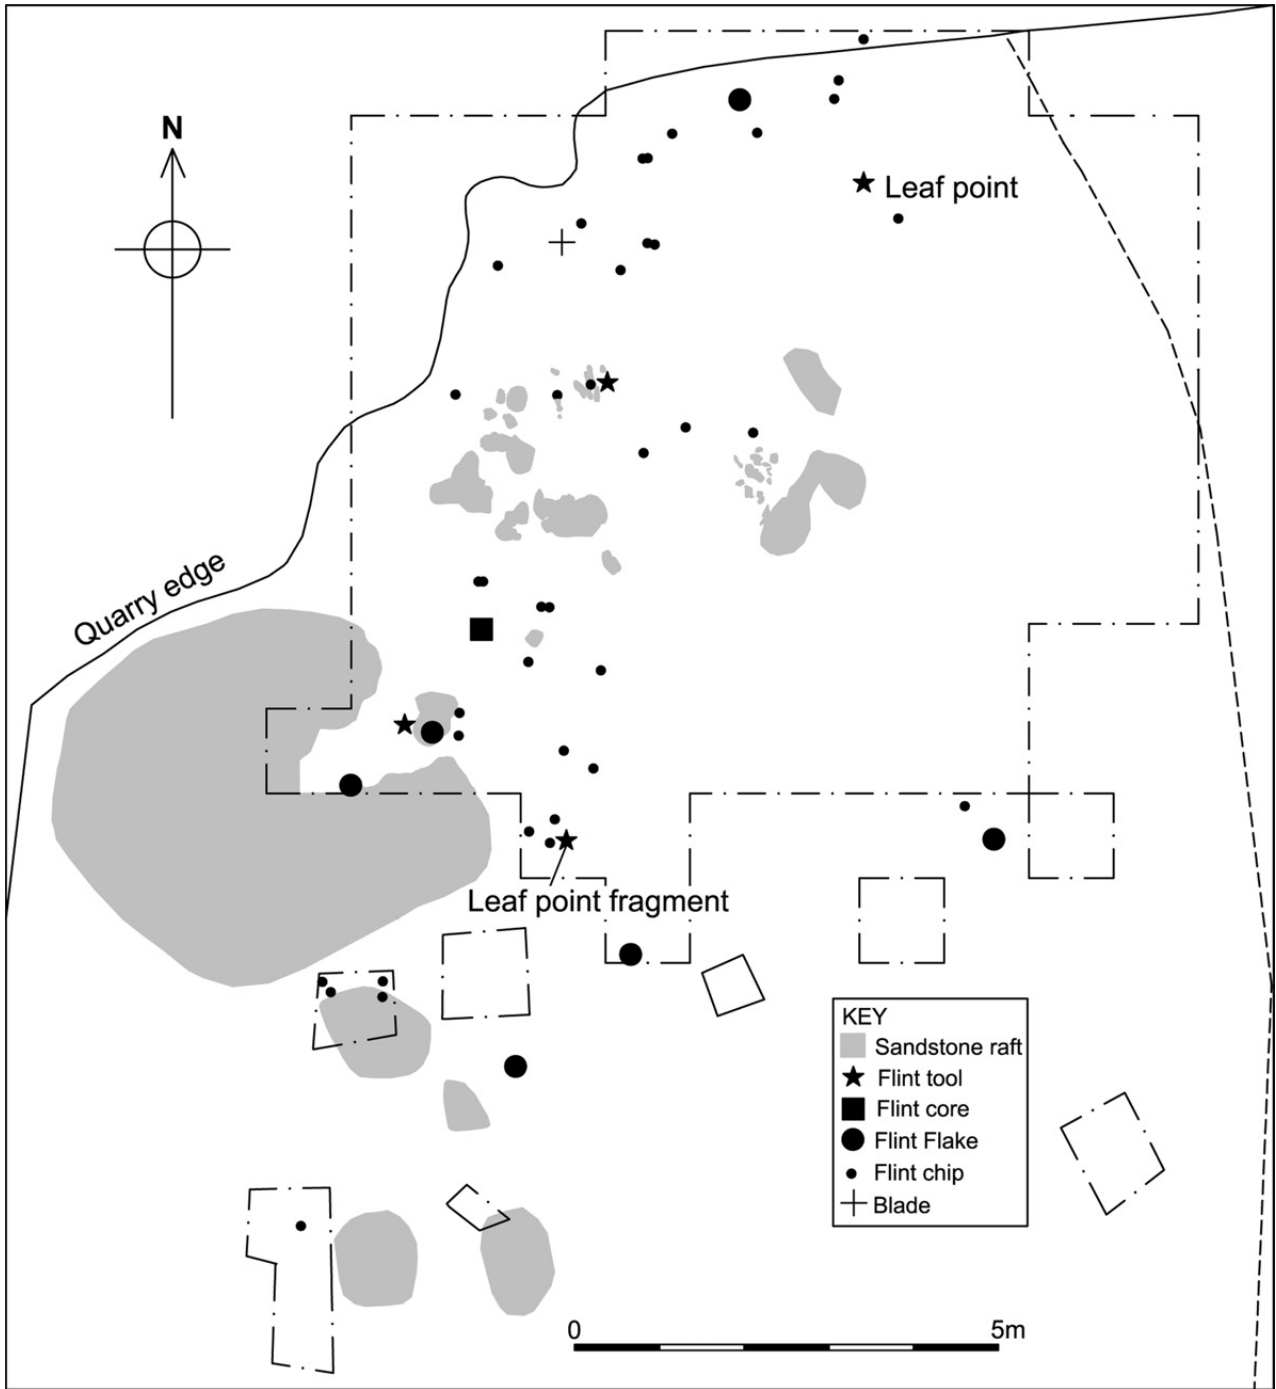 N
Leaf point
Quarry edge
Leaf point fragment
KEY
Sandstone raft
Flint tool
Flint core
Flint Flake
Flint chip
Blade
0 5m